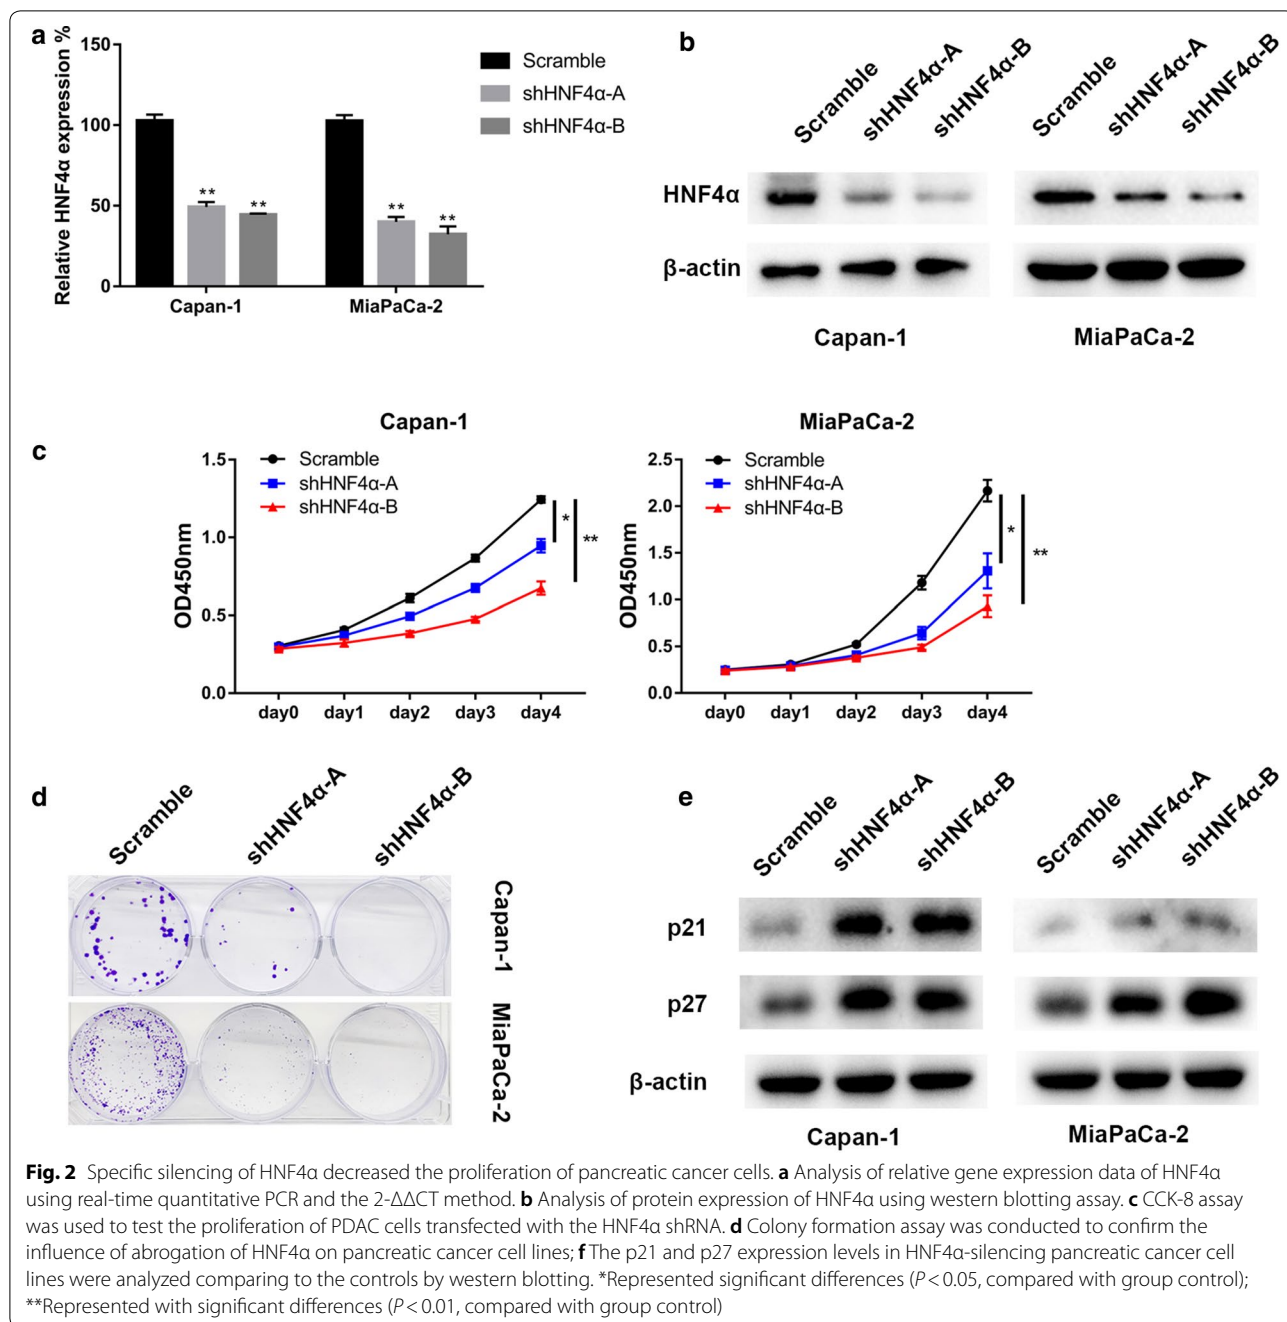 a
Relative HNF4α expression %
150
100
50
0
Scramble
shHNF4α-A
shHNF4α-B
** ** ** **
Capan-1 MiaPaCa-2
b
Scramble shHNF4α-A shHNF4α-B Scramble shHNF4α-A shHNF4α-B
HNF4α
β-actin
Capan-1 MiaPaCa-2
c
Capan-1
OD450nm
1.5
1.0
0.5
0.0
Scramble
shHNF4α-A
shHNF4α-B
* **
day0 day1 day2 day3 day4
MiaPaCa-2
OD450nm
2.5
2.0
1.5
1.0
0.5
0.0
Scramble
shHNF4α-A
shHNF4α-B
* **
day0 day1 day2 day3 day4
d
Scramble shHNF4α-A shHNF4α-B
Capan-1
MiaPaCa-2
e
Scramble shHNF4α-A shHNF4α-B Scramble shHNF4α-A shHNF4α-B
p21
p27
β-actin
Capan-1 MiaPaCa-2
Fig. 2 Specific silencing of HNF4α decreased the proliferation of pancreatic cancer cells. a Analysis of relative gene expression data of HNF4α
using real-time quantitative PCR and the 2-ΔΔCT method. b Analysis of protein expression of HNF4α using western blotting assay. c CCK-8 assay
was used to test the proliferation of PDAC cells transfected with the HNF4α shRNA. d Colony formation assay was conducted to confirm the
influence of abrogation of HNF4α on pancreatic cancer cell lines; f The p21 and p27 expression levels in HNF4α-silencing pancreatic cancer cell
lines were analyzed comparing to the controls by western blotting. *Represented significant differences (P < 0.05, compared with group control);
**Represented with significant differences (P < 0.01, compared with group control)